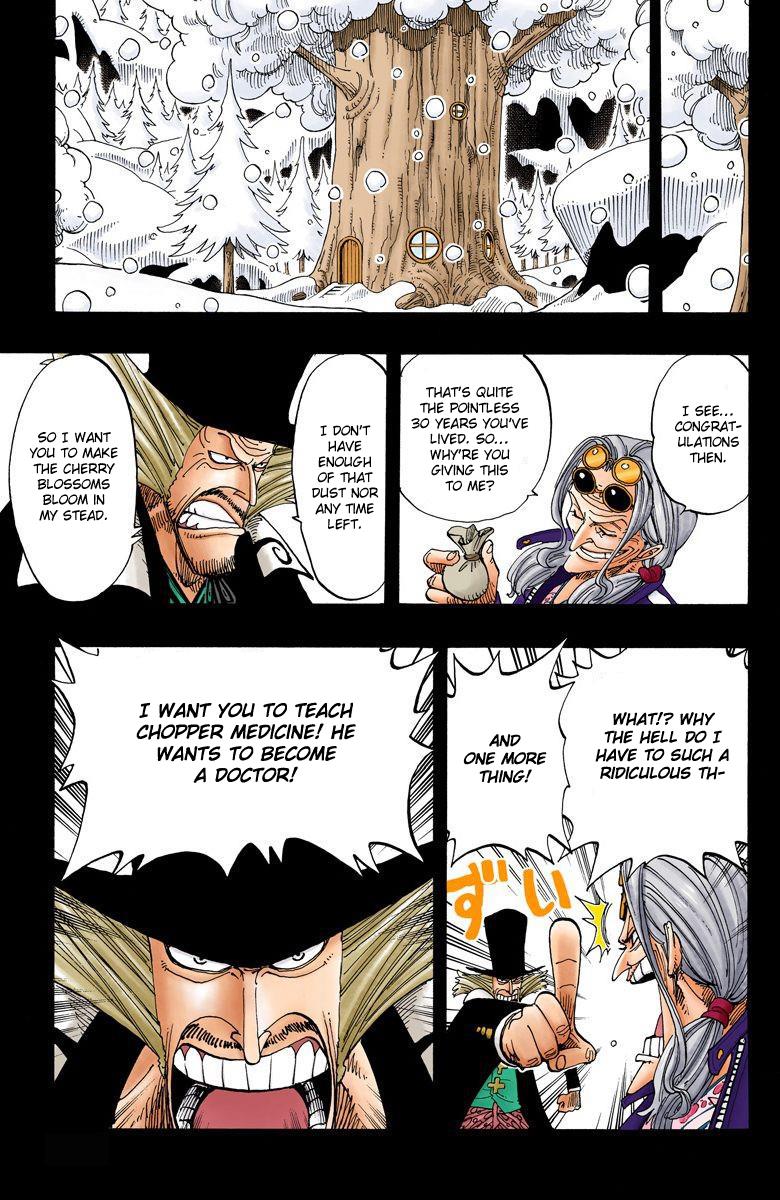 I SEE...
CONGRAT-
ULATIONS
THEN.
THAT'S QUITE
THE POINTLESS
30 YEARS YOU'VE
LIVED. SO...
WHY'RE YOU
GIVING THIS
TO ME?
I DON'T
HAVE
ENOUGH
OF THAT
DUST NOR
ANY TIME
LEFT.
SO I WANT
YOU TO MAKE
THE CHERRY
BLOSSOMS
BLOOM IN
MY STEAD.
WHAT!? WHY
THE HELL DO I
HAVE TO SUCH A
RIDICULOUS TH-
AND
ONE MORE
THING!
ずい
I WANT YOU TO TEACH
CHOPPER MEDICINE! HE
WANTS TO BECOME
A DOCTOR!